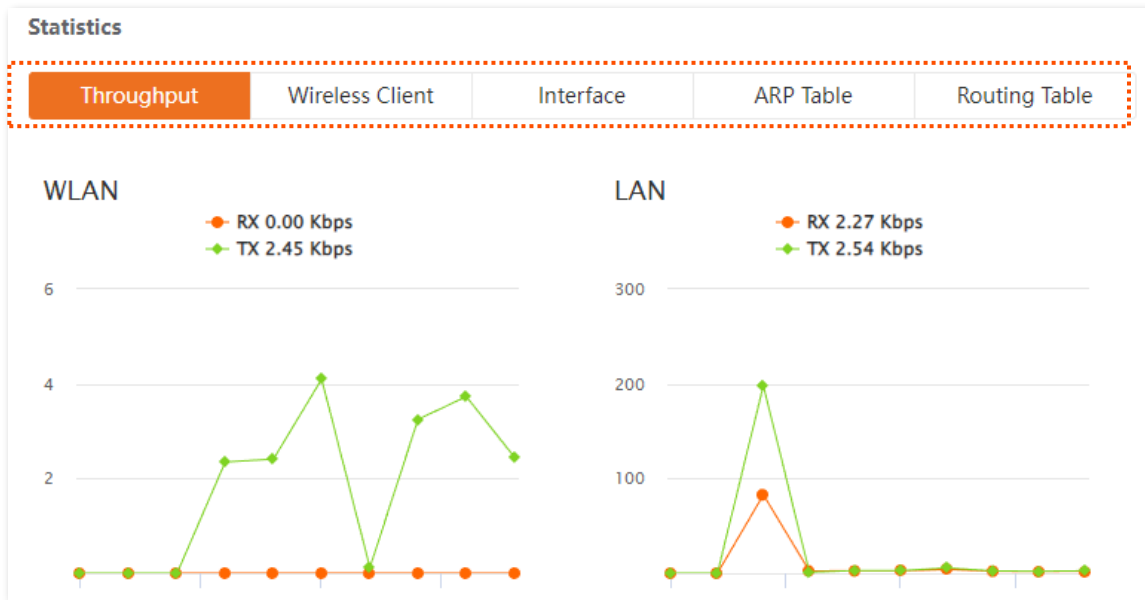 Statistics
Throughput Wireless Client Interface ARP Table Routing Table
WLAN
RX 0.00 Kbps
TX 2.45 Kbps
6
4
2
LAN
RX 2.27 Kbps
TX 2.54 Kbps
300
200
100